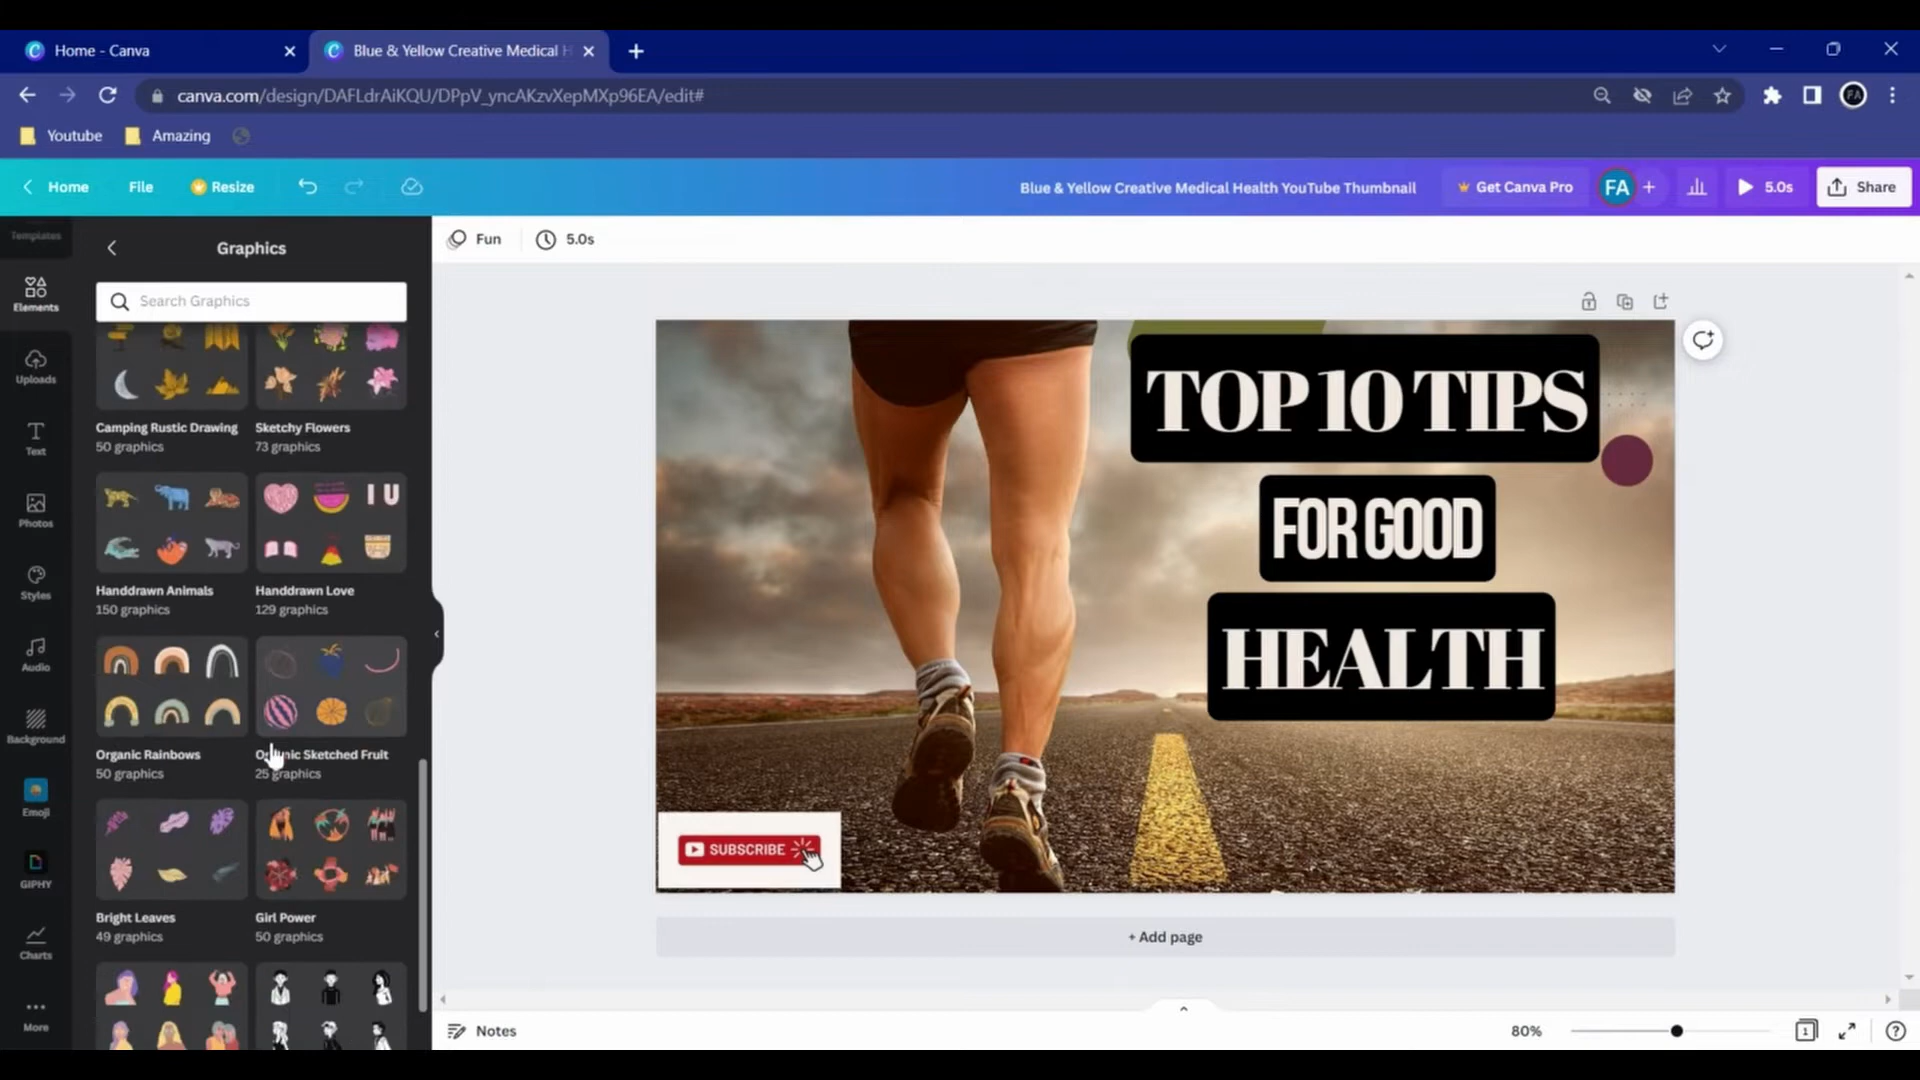 Home - Canva
Blue & Yellow Creative Medical H
canva.com/design/DAFLdrAiKQU/DPpV_yncAKzvXepMXp96EA/edit#
FA
Youtube
Amazing
Home
File
Resize
Blue & Yellow Creative Medical Health YouTube Thumbnail
Get Canva Pro
FA
5.0s
Share
Templates
Elements
Uploads
Text
Photos
Styles
Audio
Background
Emoji
GIPHY
Charts
More
Graphics
Search Graphics
Camping Rustic Drawing
50 graphics
Sketchy Flowers
73 graphics
I U
Handdrawn Animals
150 graphics
Handdrawn Love
129 graphics
Organic Rainbows
50 graphics
Organic Sketched Fruit
25 graphics
Bright Leaves
49 graphics
Girl Power
50 graphics
Fun
5.0s
TOP 10 TIPS
FOR GOOD
HEALTH
SUBSCRIBE
+ Add page
Notes
80%
1